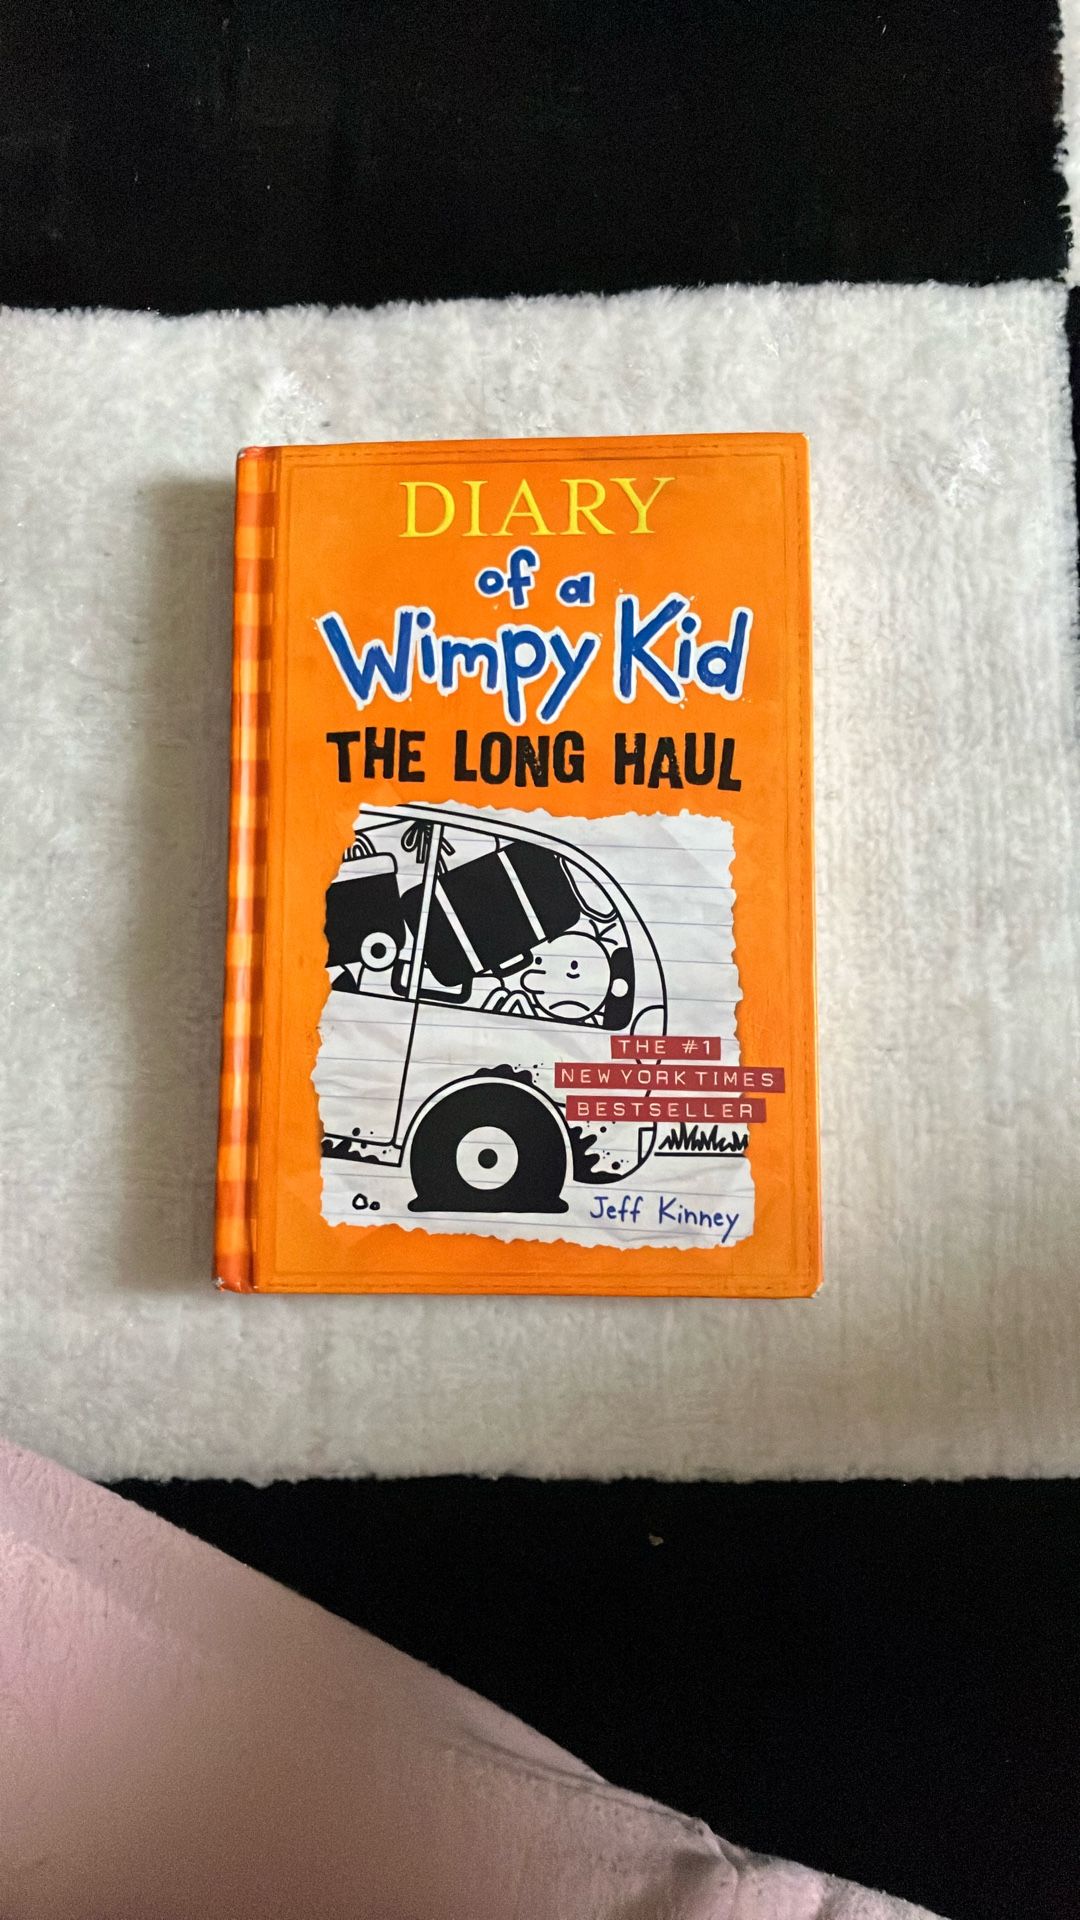 DIARY
of a
Wimpy Kid
THE LONG HAUL
THE #1
NEW YORK TIMES
BESTSELLER
Jeff Kinney